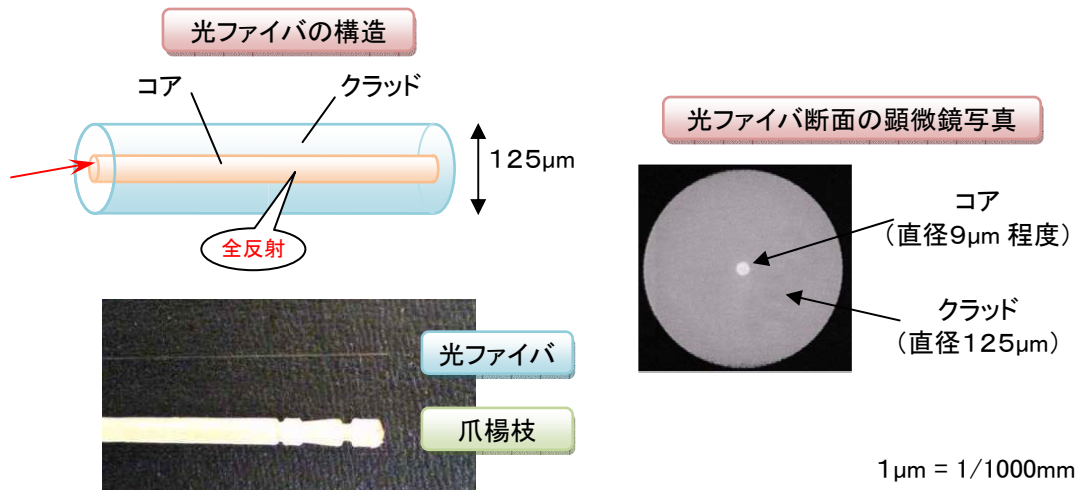 光ファイバの構造
コア
クラッド
125μm
全反射
光ファイバ
爪楊枝
光ファイバ断面の顕微鏡写真
コア
（直径9μm 程度）
クラッド
（直径125μm）
1μm = 1/1000mm